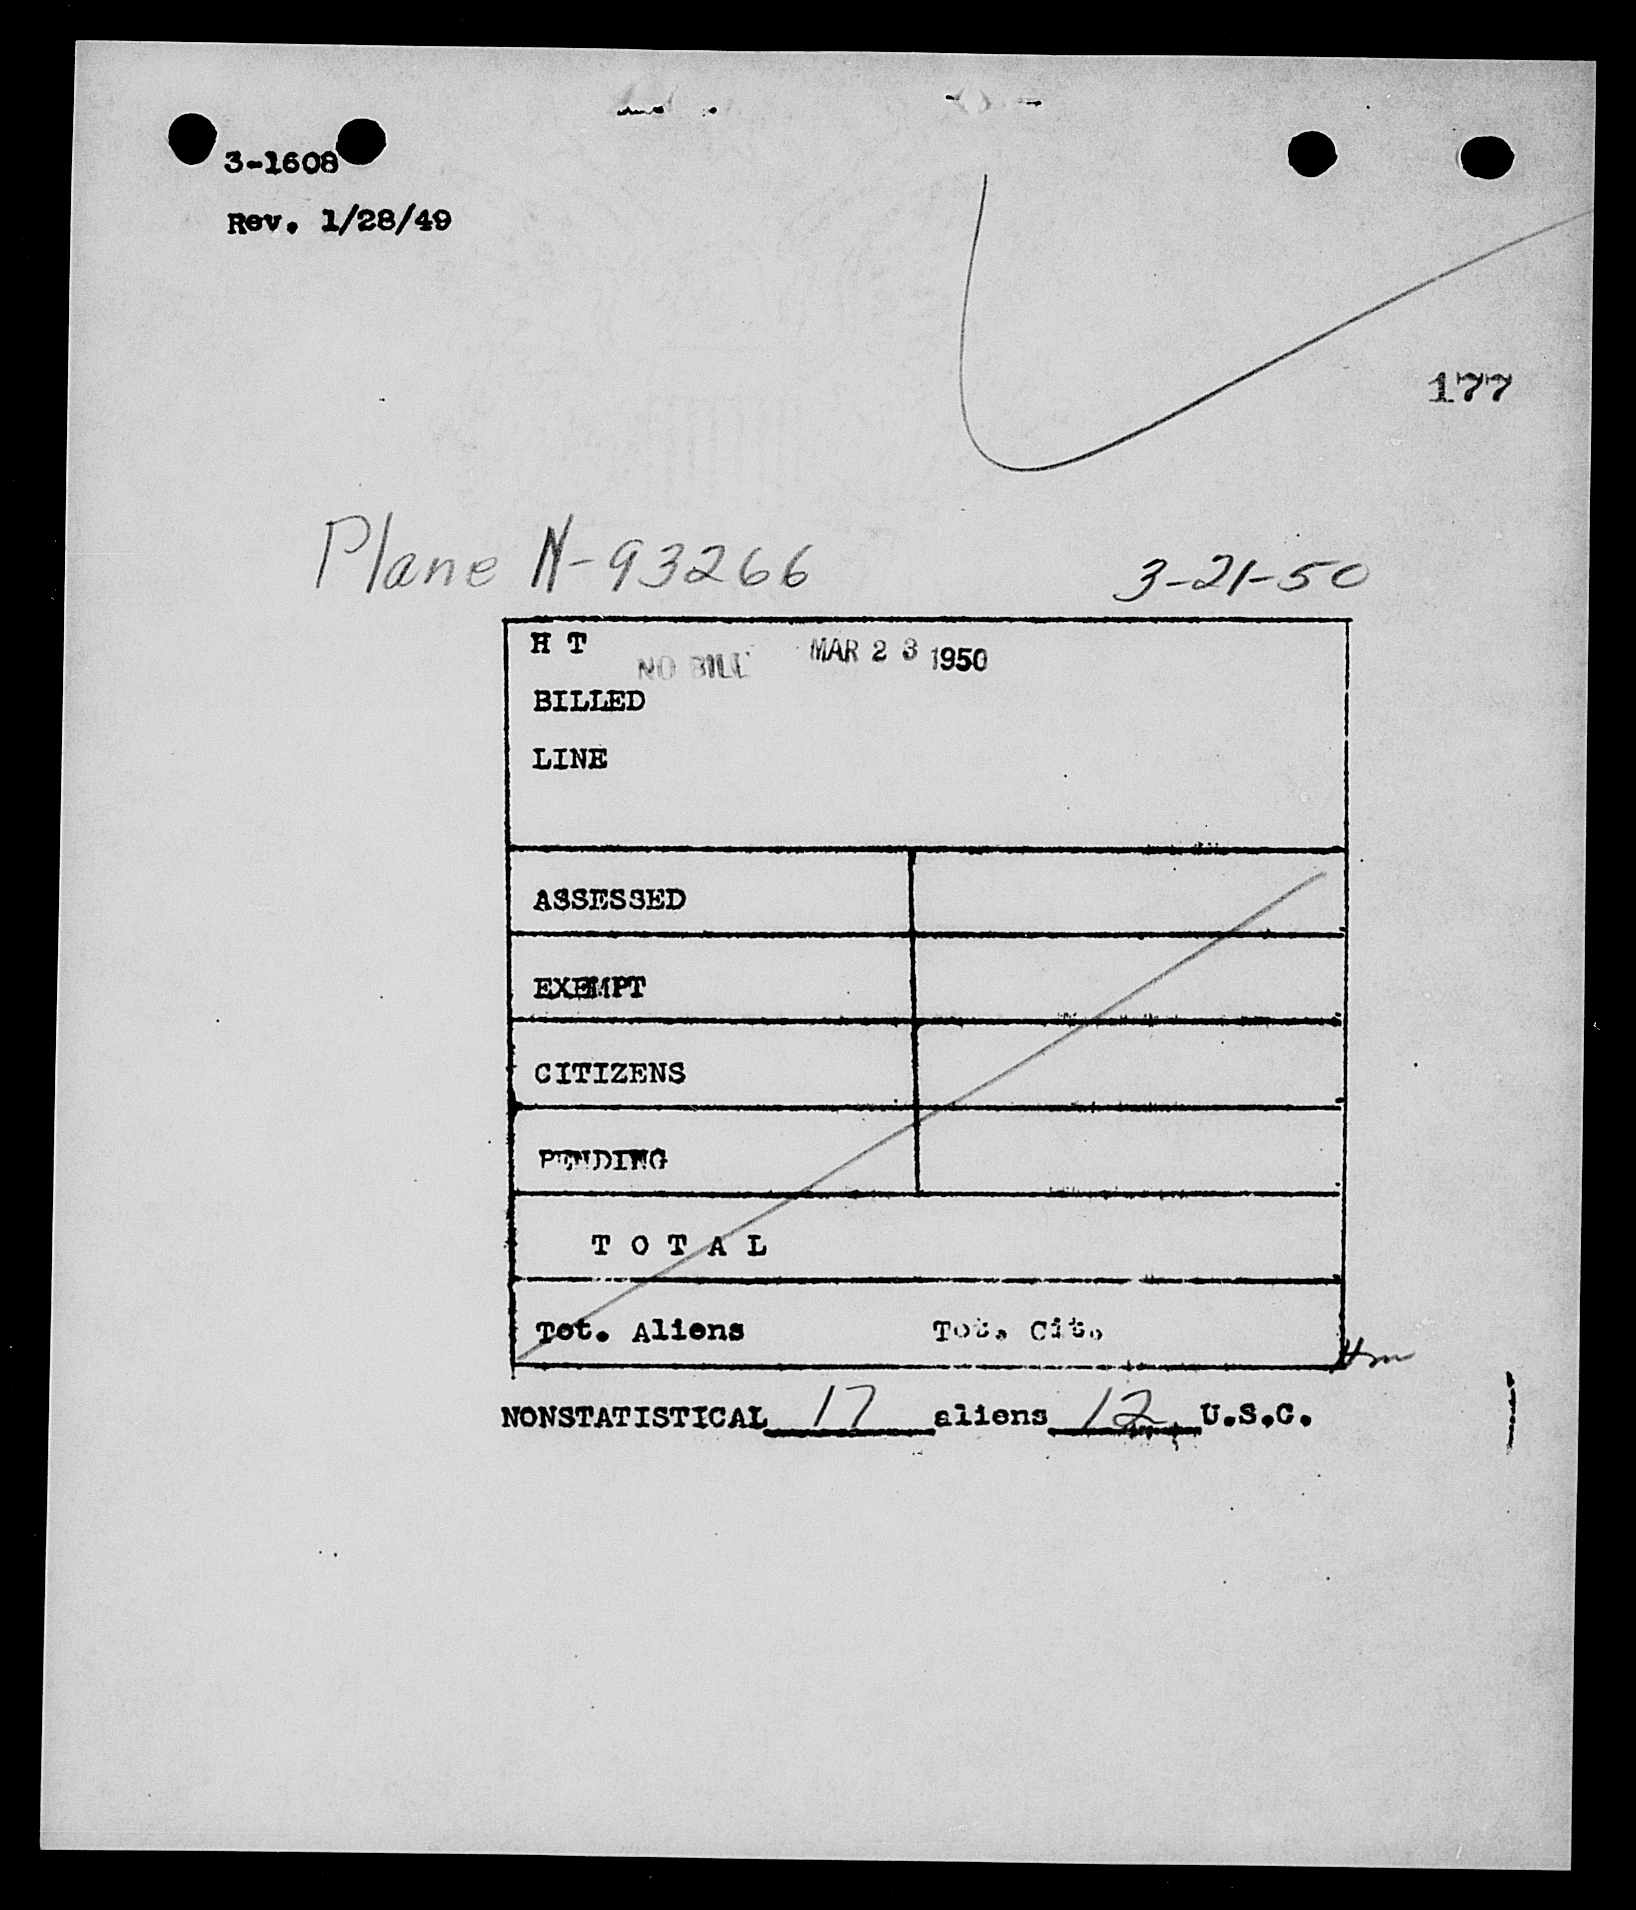 3-1608
Rev. 1/28/49
177
Plane N-93266 3-21-50
H T
NO BILL MAR 23 1950
BILLED
LINE
ASSESSED
EXEMPT
CITIZENS
PENDING
T O T A L
Tot. Aliens Tot. Cit.
NONSTATISTICAL 17 aliens 12 U.S.C.